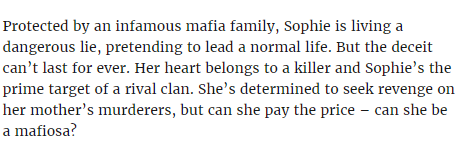 Protected by an infamous mafia family, Sophie is living a
dangerous lie, pretending to lead a normal life. But the deceit
can’t last for ever. Her heart belongs to a killer and Sophie’s the
prime target of a rival clan. She’s determined to seek revenge on
her mother’s murderers, but can she pay the price – can she be
a mafiosa?